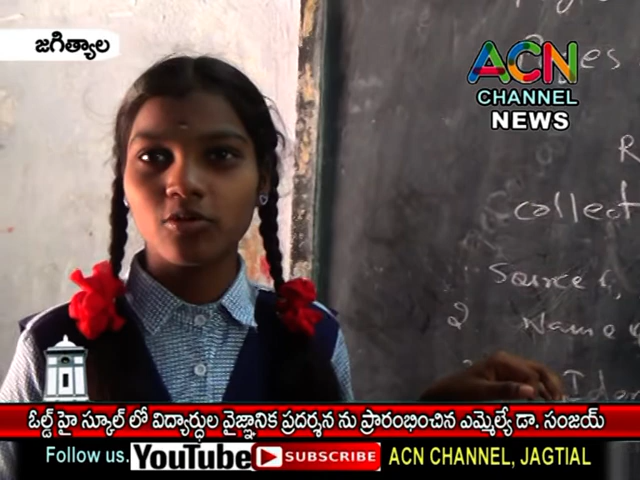 జగిత్యాల
ACN
CHANNEL
NEWS
collect
Source
2 Name
ఓల్డ్ హై స్కూల్ లో విద్యార్థుల వైజ్ఞానిక ప్రదర్శన ను ప్రారంభించిన ఎమ్మెల్యే డా. సంజయ్
Follow us. YouTube SUBSCRIBE ACN CHANNEL, JAGTIAL